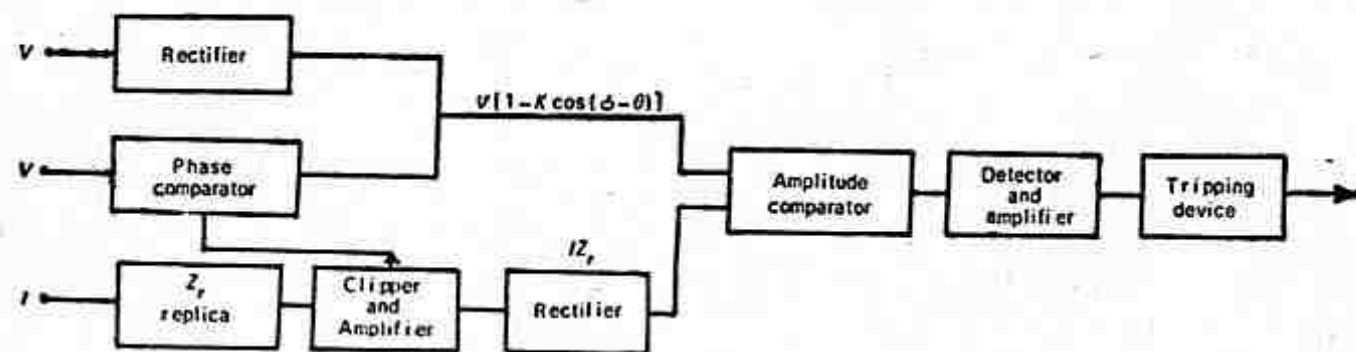 V
Rectifier
V[1-K cos(φ-θ)]
V
Phase
comparator
Amplitude
comparator
Detector
and
amplifier
Tripping
device
IZr
I
Zr
replica
Clipper
and
Amplifier
Rectifier